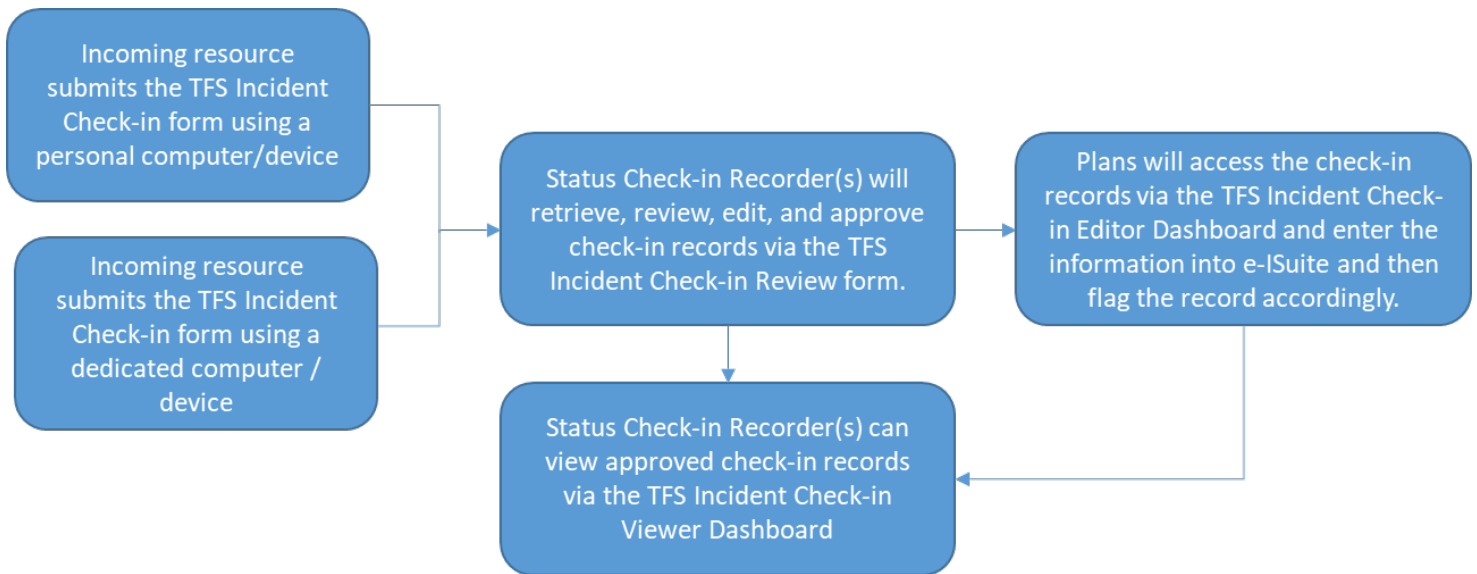 Incoming resource
submits the TFS Incident
Check-in form using a
personal computer/device
Incoming resource
submits the TFS Incident
Check-in form using a
dedicated computer /
device
Status Check-in Recorder(s) will
retrieve, review, edit, and approve
check-in records via the TFS
Incident Check-in Review form.
Plans will access the check-in
records via the TFS Incident Check-
in Editor Dashboard and enter the
information into e-ISuite and then
flag the record accordingly.
Status Check-in Recorder(s) can
view approved check-in records
via the TFS Incident Check-in
Viewer Dashboard